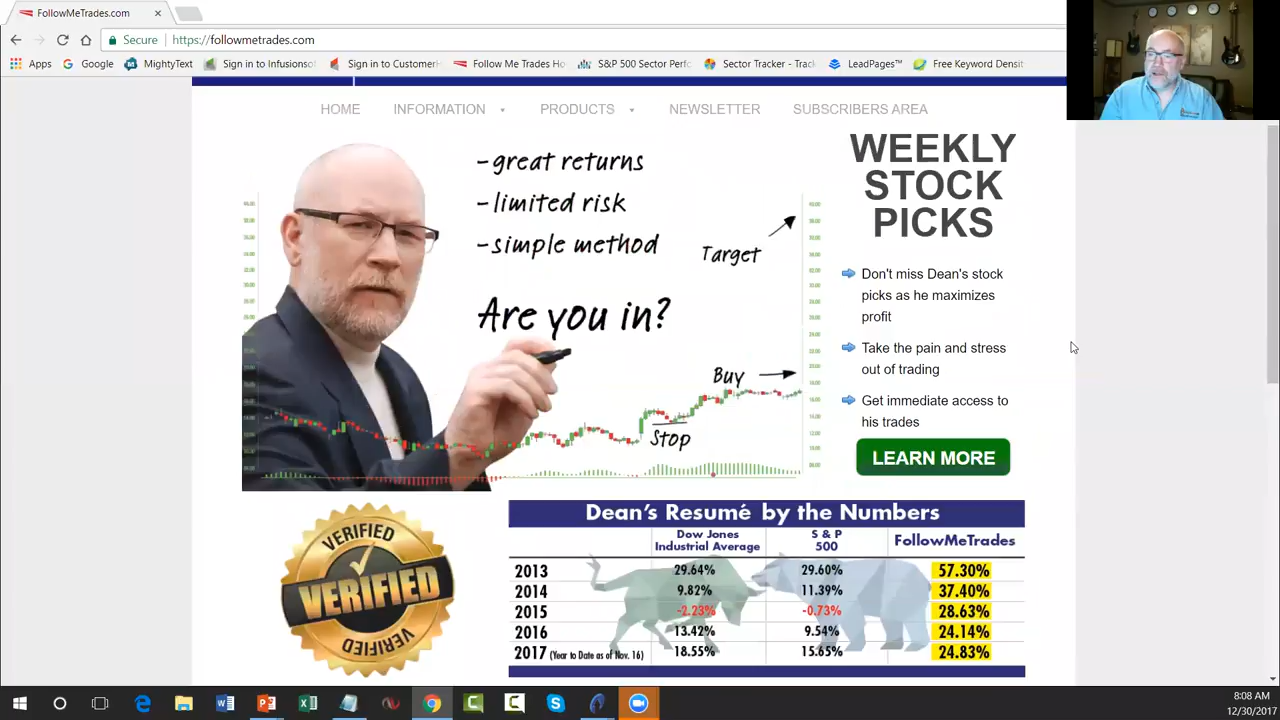 FollowMeTrades.com
Secure
https://followmetrades.com
Apps
Google
MightyText
Sign in to Infusions
Sign in to Customer
Follow Me Trades Ho
S&P 500 Sector Perfo
Sector Tracker - Track
LeadPages™
Free Keyword Densit
HOME INFORMATION PRODUCTS NEWSLETTER SUBSCRIBERS AREA
-great returns
-limited risk
-simple method
Are you in?
Target
Buy
Stop
WEEKLY
STOCK
PICKS
Don't miss Dean's stock
picks as he maximizes
profit
Take the pain and stress
out of trading
Get immediate access to
his trades
LEARN MORE
VERIFIED
VERIFIED
VERIFIED
Dean's Resumé by the Numbers
Dow Jones
Industrial Average
S & P
500
FollowMeTrades
2013 29.64% 29.60% 57.30%
2014 9.82% 11.39% 37.40%
2015 -2.23% -0.73% 28.63%
2016 13.42% 9.54% 24.14%
2017 (Year to Date as of Nov. 16) 18.55% 15.65% 24.83%
8:08 AM
12/30/2017